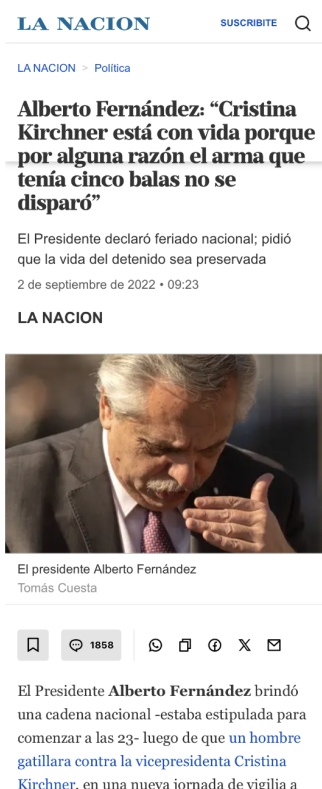 LA NACION
SUSCRIBITE
LA NACION > Política
Alberto Fernández: “Cristina
Kirchner está con vida porque
por alguna razón el arma que
tenía cinco balas no se
disparó”
El Presidente declaró feriado nacional; pidió
que la vida del detenido sea preservada
2 de septiembre de 2022 • 09:23
LA NACION
El presidente Alberto Fernández
Tomás Cuesta
1858
El Presidente Alberto Fernández brindó
una cadena nacional -estaba estipulada para
comenzar a las 23- luego de que un hombre
gatillara contra la vicepresidenta Cristina
Kirchner, en una nueva jornada de vigilia a